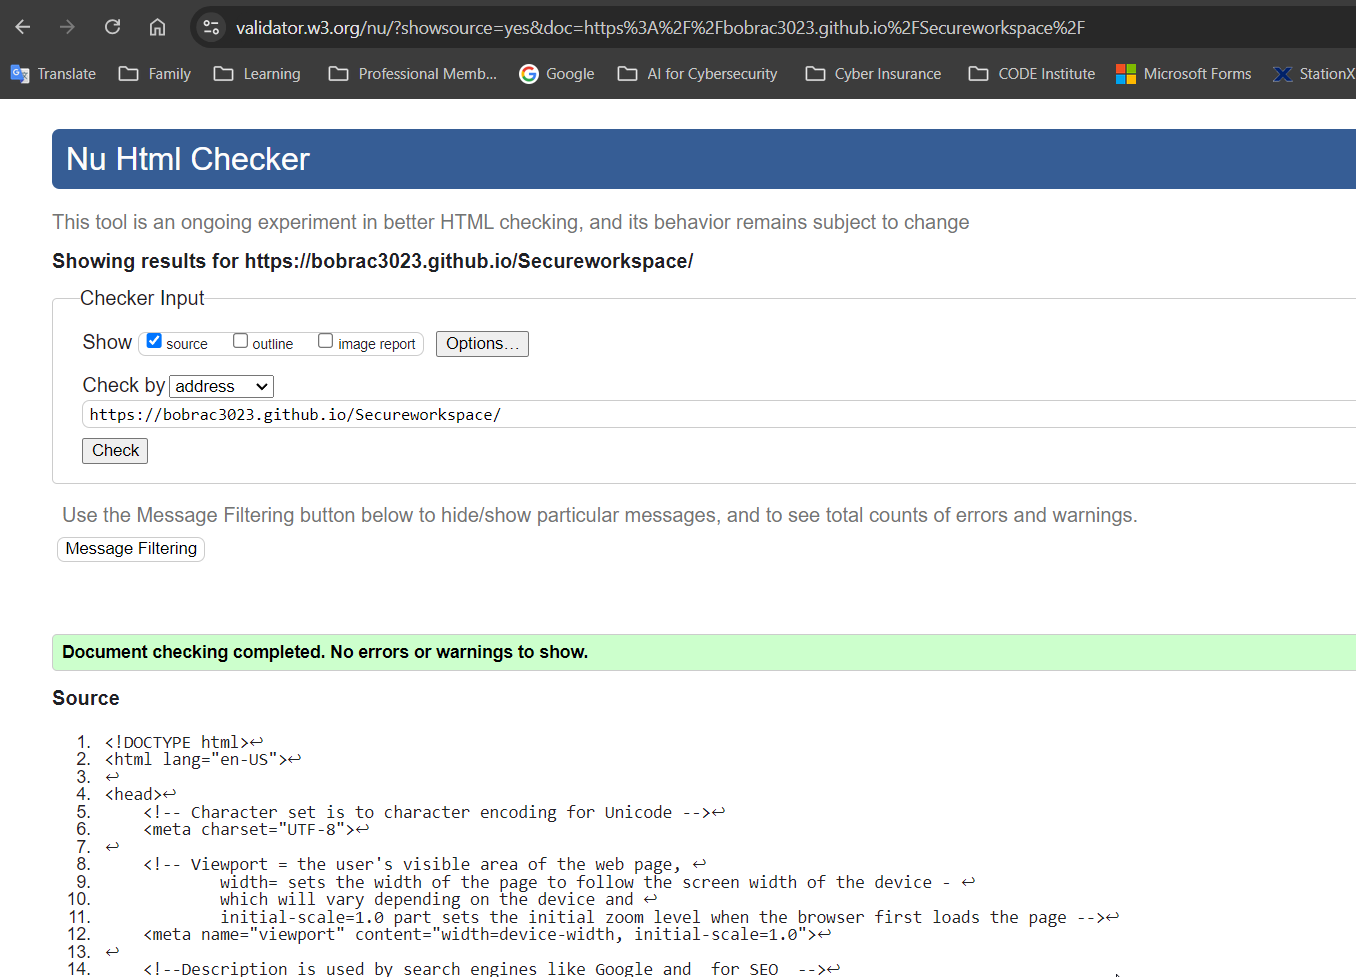 validator.w3.org/nu/?showsource=yes&doc=https%3A%2F%2Fbobrac3023.github.io%2FSecureworkspace%2F
Translate Family Learning Professional Memb... Google AI for Cybersecurity Cyber Insurance CODE Institute Microsoft Forms StationX
Nu Html Checker
This tool is an ongoing experiment in better HTML checking, and its behavior remains subject to change
Showing results for https://bobrac3023.github.io/Secureworkspace/
Checker Input
Show source outline image report Options...
Check by address
https://bobrac3023.github.io/Secureworkspace/
Check
Use the Message Filtering button below to hide/show particular messages, and to see total counts of errors and warnings.
Message Filtering
Document checking completed. No errors or warnings to show.
Source
1. <!DOCTYPE html>↩
2. <html lang="en-US">↩
3. ↩
4. <head>↩
5. <!-- Character set is to character encoding for Unicode -->↩
6. <meta charset="UTF-8">↩
7. ↩
8. <!-- Viewport = the user's visible area of the web page, ↩
9. width= sets the width of the page to follow the screen width of the device - ↩
10. which will vary depending on the device and ↩
11. initial-scale=1.0 part sets the initial zoom level when the browser first loads the page -->↩
12. <meta name="viewport" content="width=device-width, initial-scale=1.0">↩
13. ↩
14. <!--Description is used by search engines like Google and  for SEO  -->↩